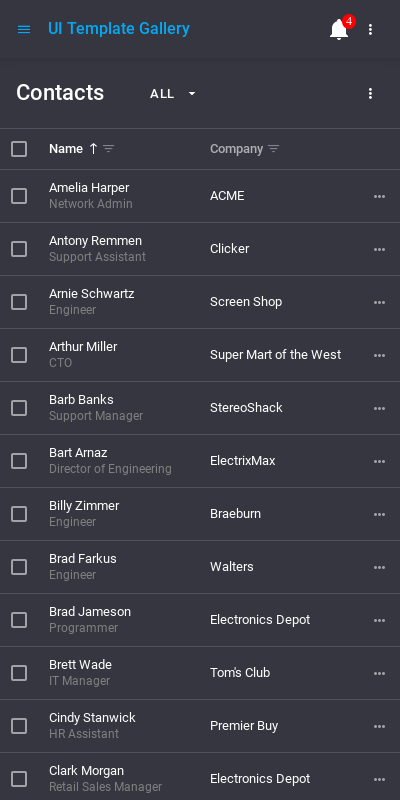 UI Template Gallery
4
Contacts
ALL
Name
Company
Amelia Harper
Network Admin
ACME
Antony Remmen
Support Assistant
Clicker
Arnie Schwartz
Engineer
Screen Shop
Arthur Miller
CTO
Super Mart of the West
Barb Banks
Support Manager
StereoShack
Bart Arnaz
Director of Engineering
ElectrixMax
Billy Zimmer
Engineer
Braeburn
Brad Farkus
Engineer
Walters
Brad Jameson
Programmer
Electronics Depot
Brett Wade
IT Manager
Tom's Club
Cindy Stanwick
HR Assistant
Premier Buy
Clark Morgan
Retail Sales Manager
Electronics Depot